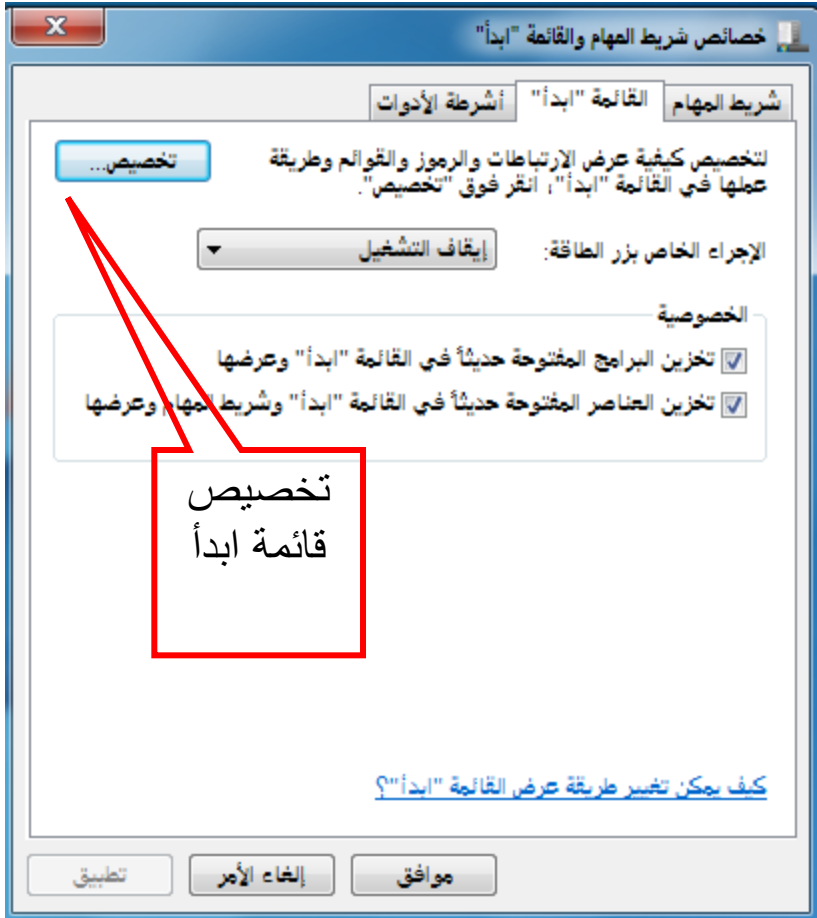 خصائص شريط المهام والقائمة "ابدأ"
شريط المهام
القائمة "ابدأ"
أشرطة الأدوات
لتخصيص كيفية عرض الارتباطات والرموز والقوائم وطريقة
عملها في القائمة "ابدأ"، انقر فوق "تخصيص".
تخصيص...
الإجراء الخاص بزر الطاقة:
إيقاف التشغيل
الخصوصية
تخزين البرامج المفتوحة حديثاً في القائمة "ابدأ" وعرضها
تخزين العناصر المفتوحة حديثاً في القائمة "ابدأ" وشريط المهام وعرضها
تخصيص
قائمة ابدأ
كيف يمكن تغيير طريقة عرض القائمة "ابدأ"؟
موافق
إلغاء الأمر
تطبيق